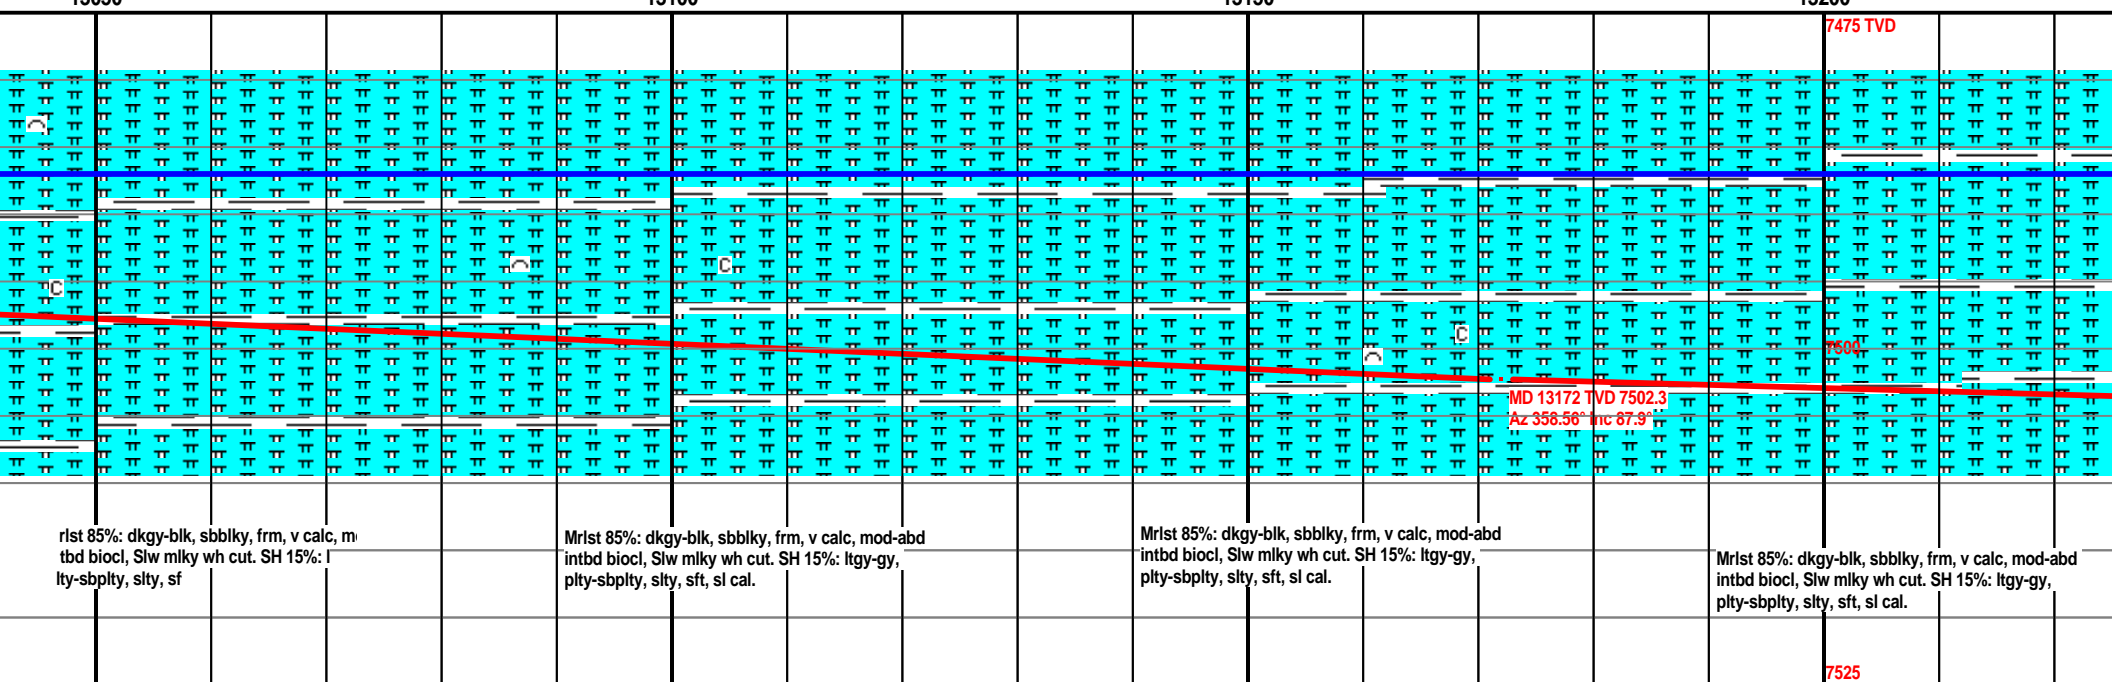 7475 TVD
C
C
C
7500
MD 13172 TVD 7502.3
Az 358.56° Inc 87.9°
rlst 85%: dkgy-blk, sbblky, frm, v calc,
tbd biocl, Slw mlky wh cut. SH 15%:
lty-sbplty, slty, sf
Mrlst 85%: dkgy-blk, sbblky, frm, v calc, mod-abd
intbd biocl, Slw mlky wh cut. SH 15%: ltgy-gy,
plty-sbplty, slty, sft, sl cal.
Mrlst 85%: dkgy-blk, sbblky, frm, v calc, mod-abd
intbd biocl, Slw mlky wh cut. SH 15%: ltgy-gy,
plty-sbplty, slty, sft, sl cal.
Mrlst 85%: dkgy-blk, sbblky, frm, v calc, mod-abd
intbd biocl, Slw mlky wh cut. SH 15%: ltgy-gy,
plty-sbplty, slty, sft, sl cal.
7525